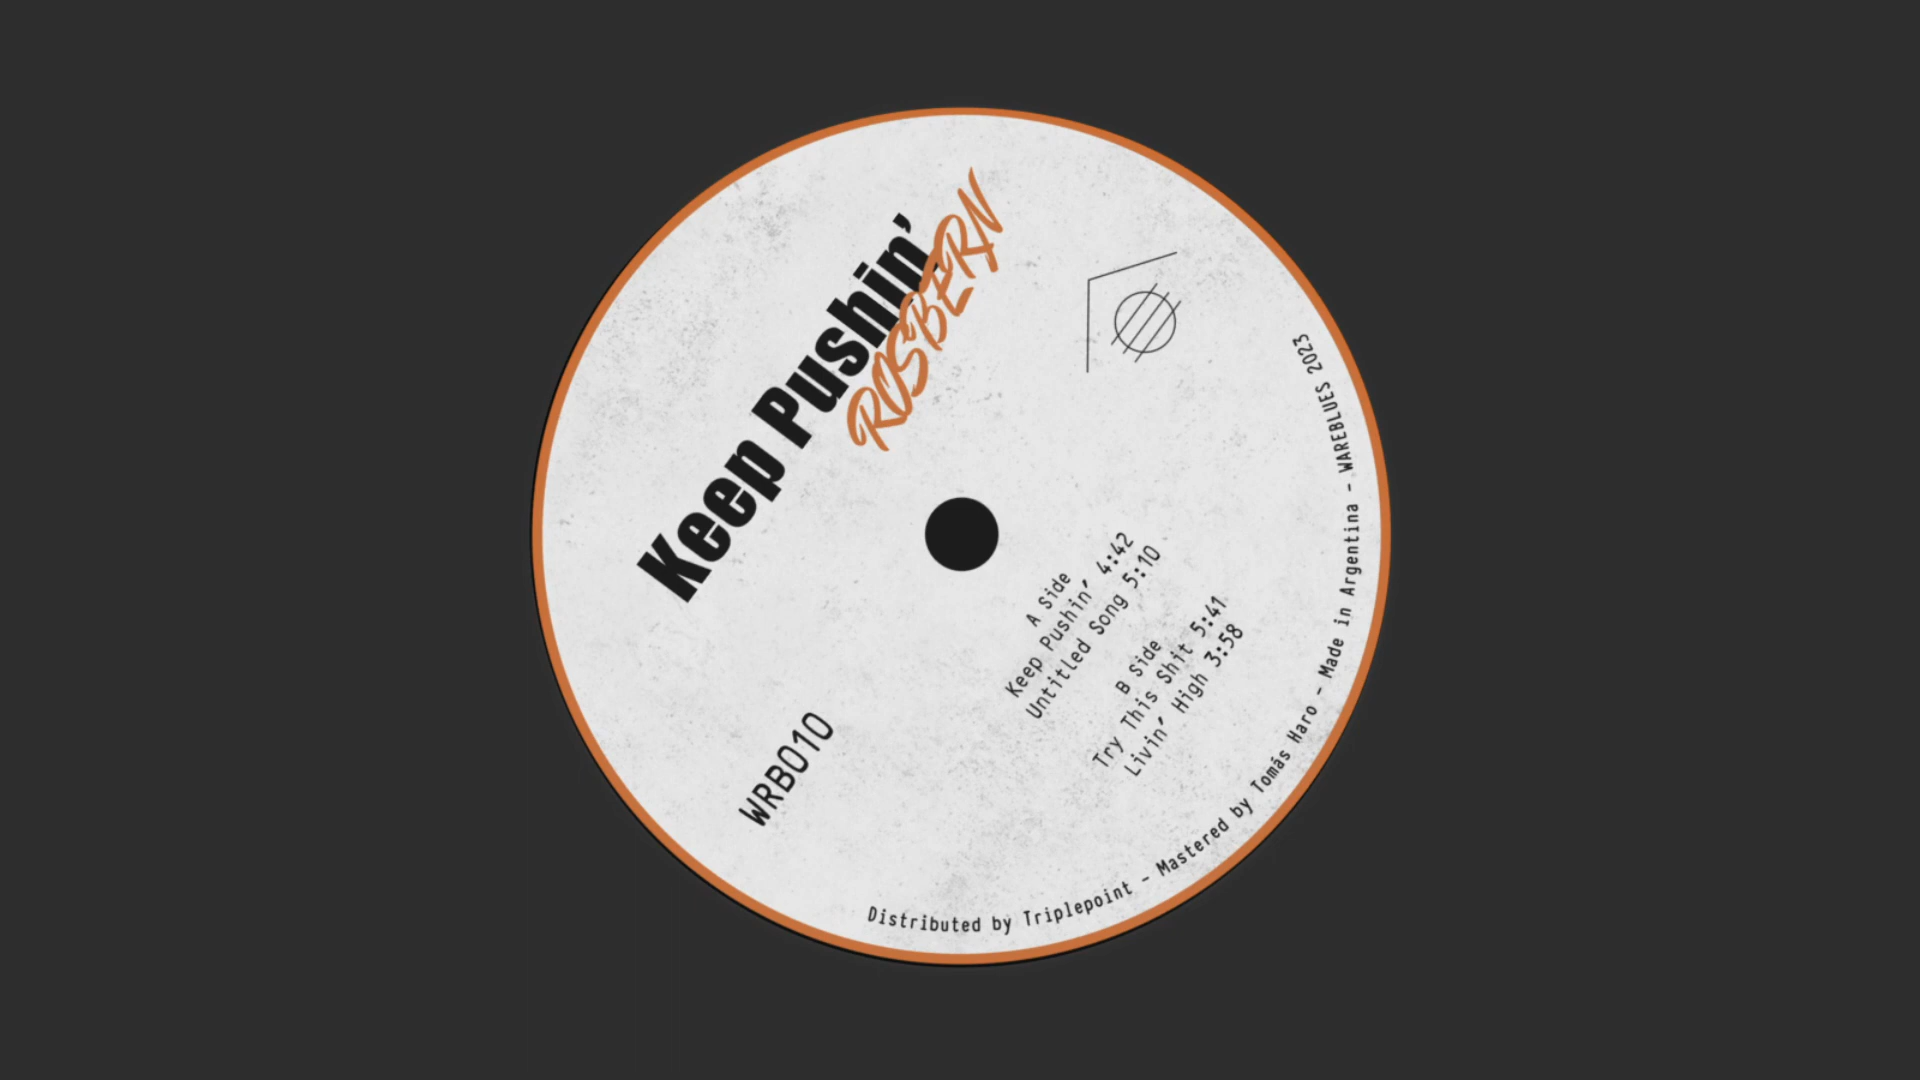 Keep Pushin’
ROSBERN
A Side
Keep Pushin’ 4:42
Untitled Song 5:10
B Side
Try This Shit 5:41
Livin’ High 3:58
WRB010
Distributed by Triplepoint - Mastered by Tomás Haro - Made in Argentina - WAREBLUES 2023